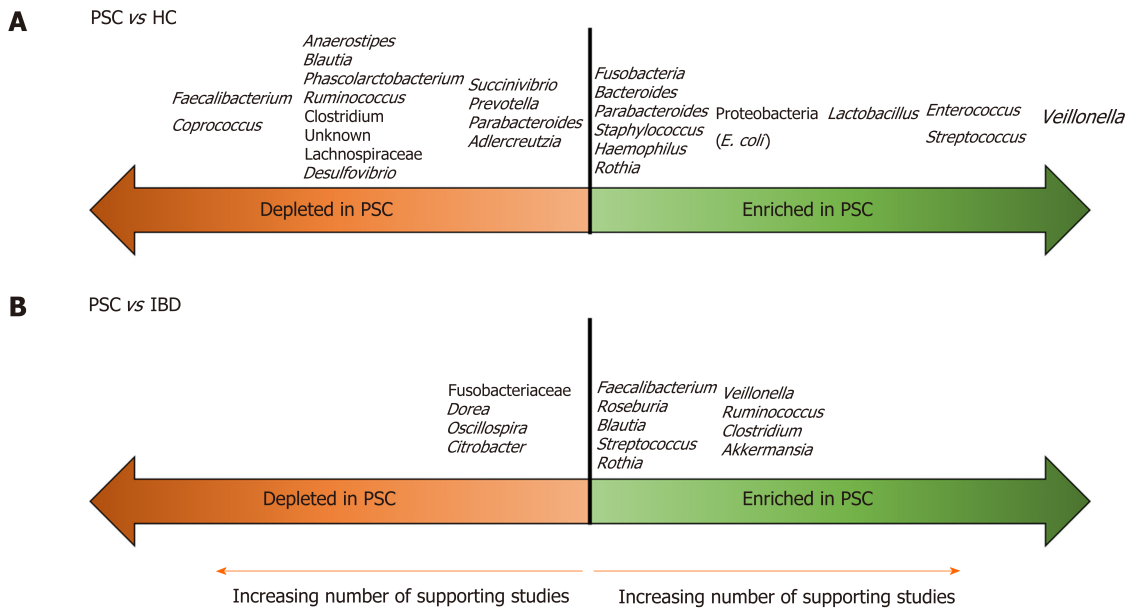 A
PSC vs HC
Faecalibacterium
Coprococcus
Anaerostipes
Blautia
Phascolarctobacterium
Ruminococcus
Clostridium
Unknown
Lachnospiraceae
Desulfovibrio
Succinivibrio
Prevotella
Parabacteroides
Adlercreutzia
Fusobacteria
Bacteroides
Parabacteroides
Staphylococcus
Haemophilus
Rothia
Proteobacteria
(E. coli)
Lactobacillus
Enterococcus
Streptococcus
Veillonella
Depleted in PSC
Enriched in PSC
B
PSC vs IBD
Fusobacteriaceae
Dorea
Oscillospira
Citrobacter
Faecalibacterium
Roseburia
Blautia
Streptococcus
Rothia
Veillonella
Ruminococcus
Clostridium
Akkermansia
Depleted in PSC
Enriched in PSC
Increasing number of supporting studies
Increasing number of supporting studies